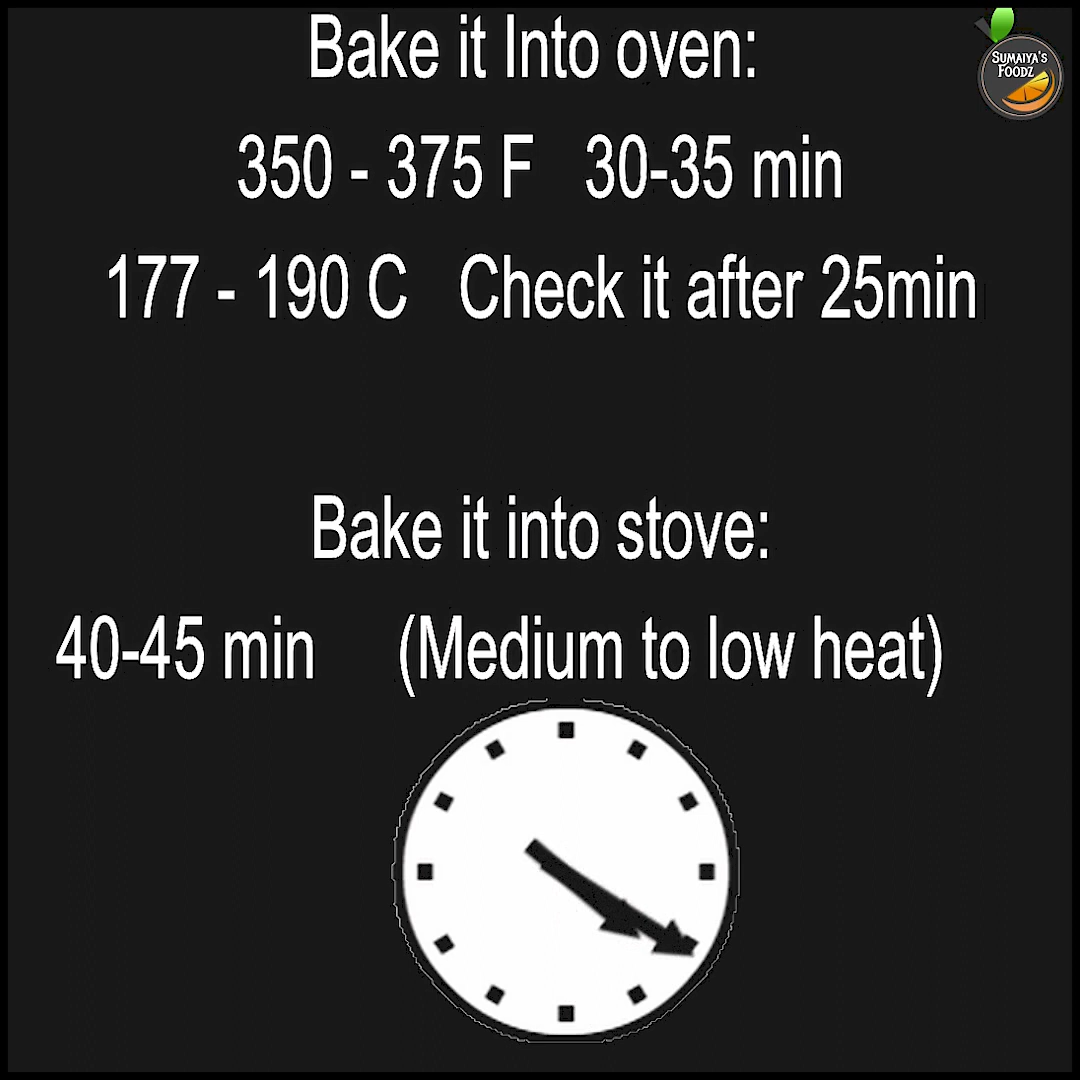 Bake it Into oven:
SUMAIYA'S
FOODZ
350 - 375 F 30-35 min
177 - 190 C Check it after 25min
Bake it into stove:
40-45 min (Medium to low heat)